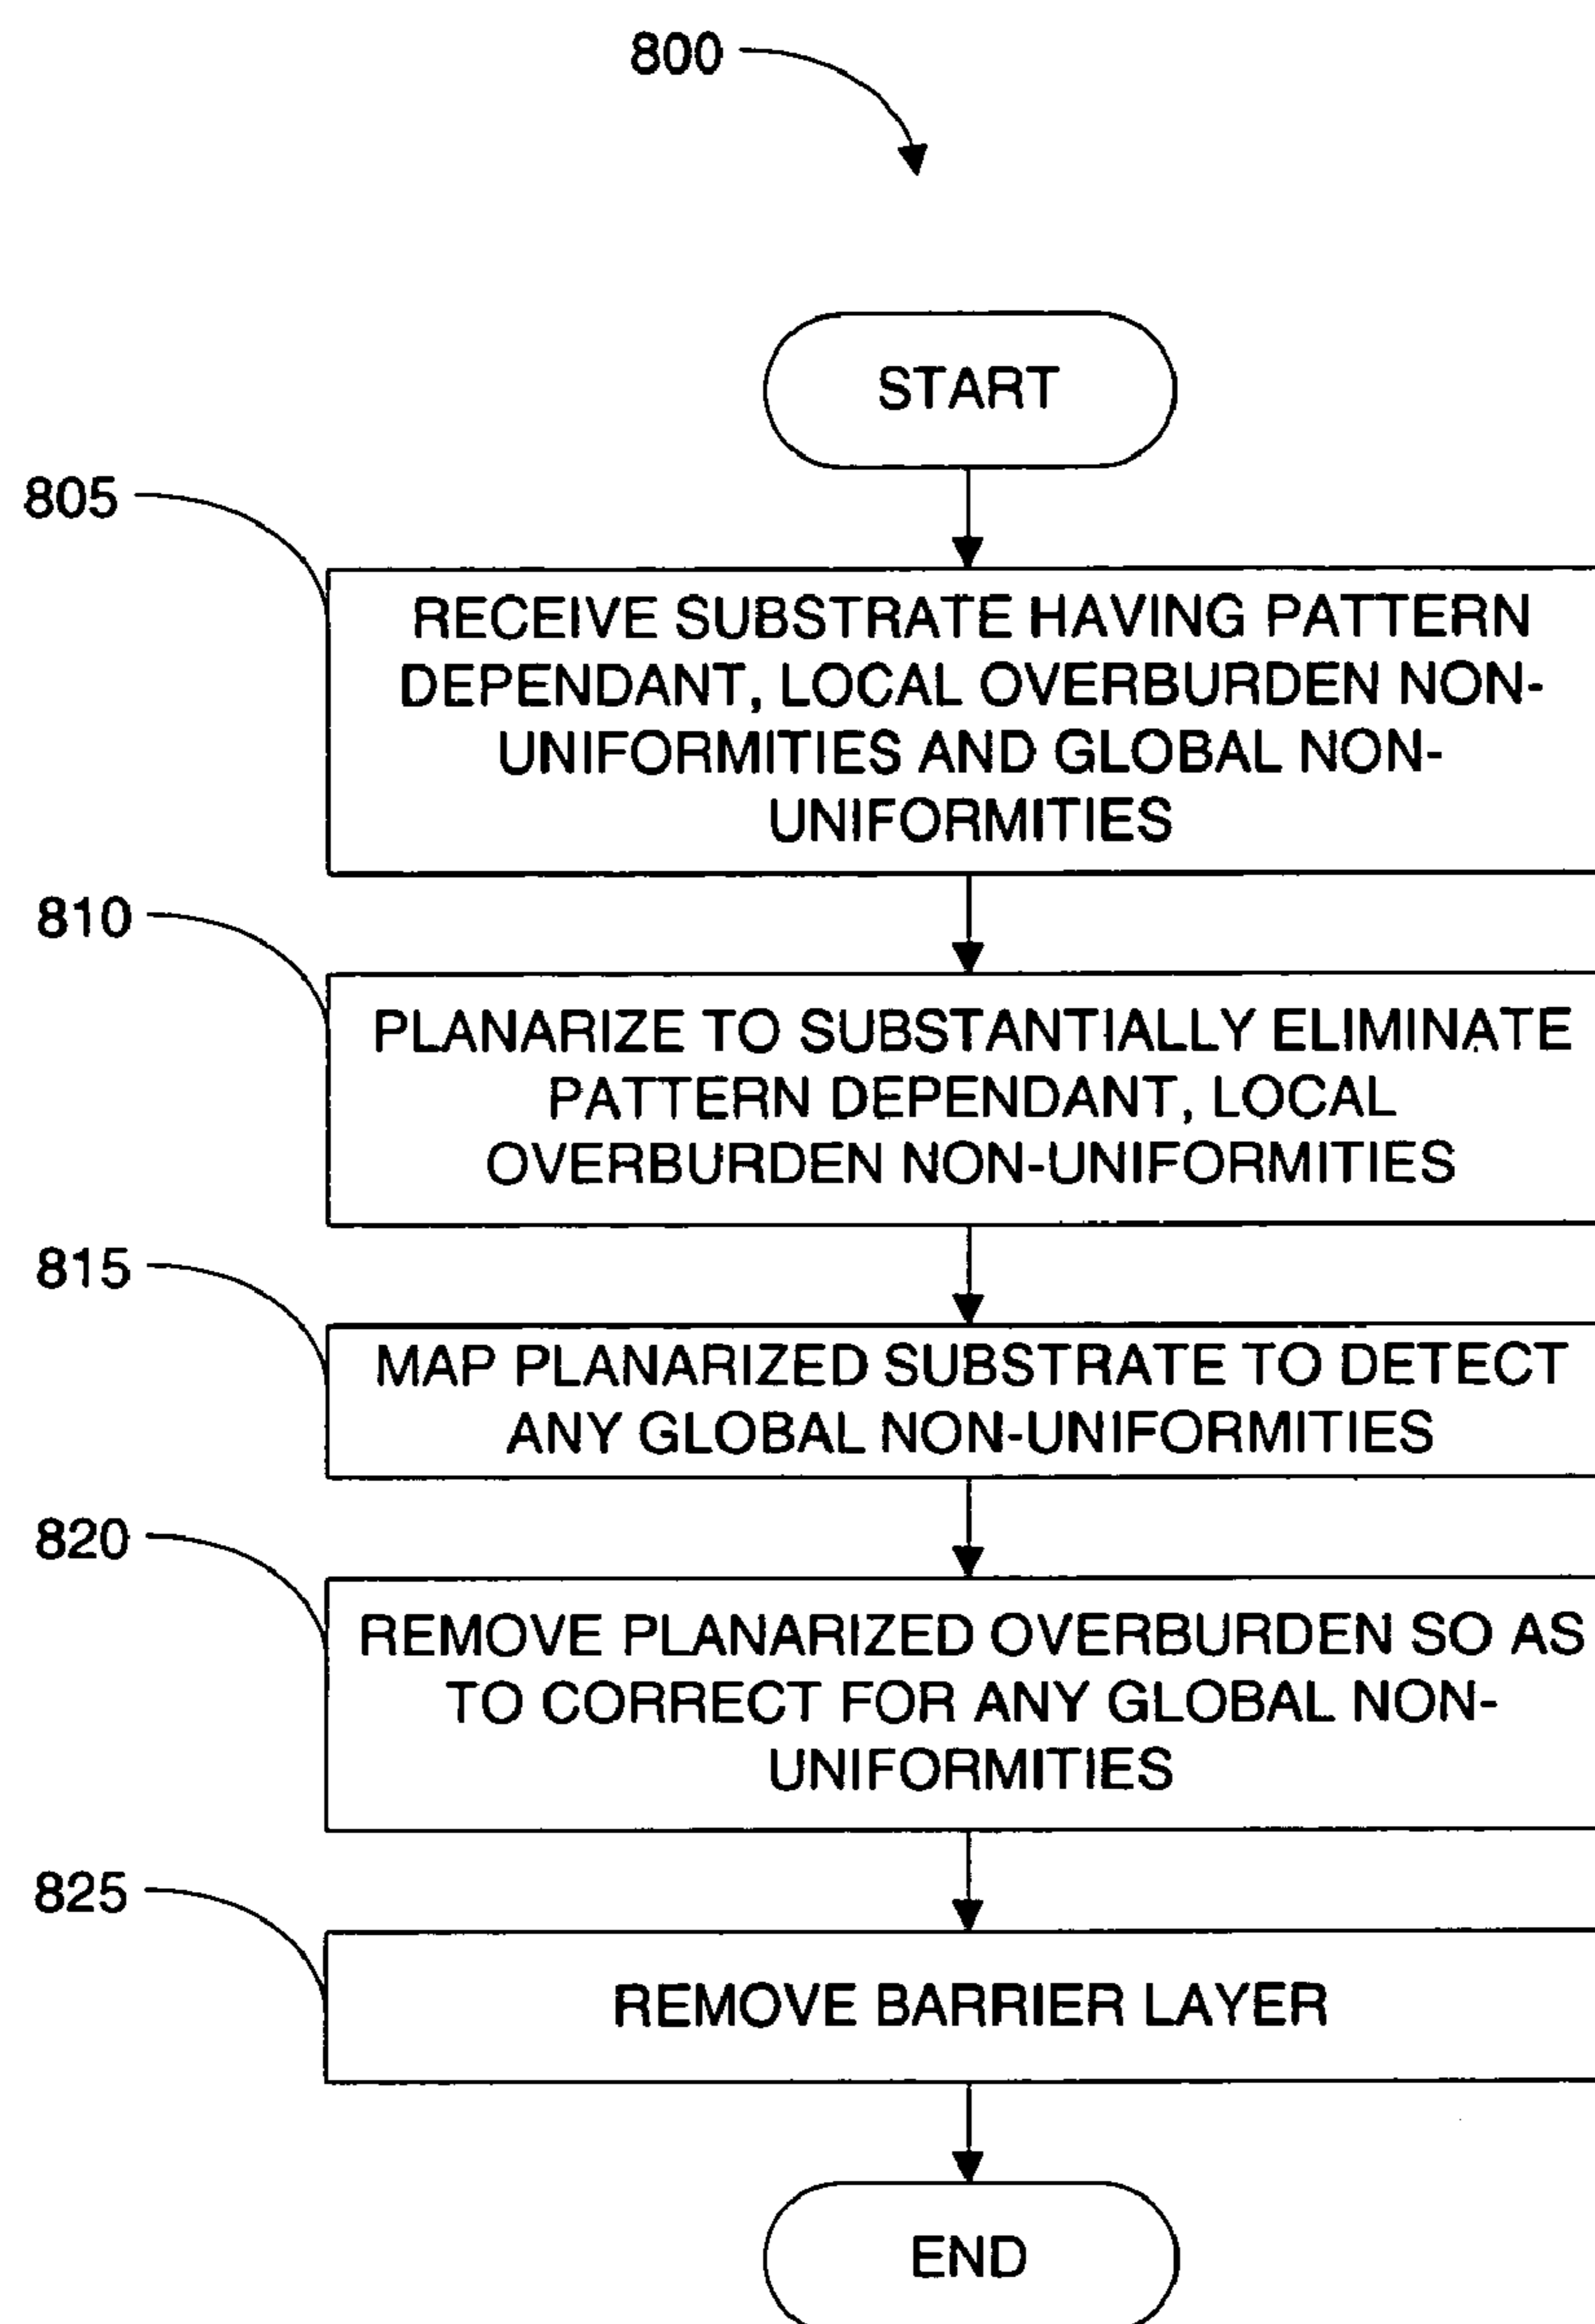 800
START
805
RECEIVE SUBSTRATE HAVING PATTERN
DEPENDANT, LOCAL OVERBURDEN NON-
UNIFORMITIES AND GLOBAL NON-
UNIFORMITIES
810
PLANARIZE TO SUBSTANTIALLY ELIMINATE
PATTERN DEPENDANT, LOCAL
OVERBURDEN NON-UNIFORMITIES
815
MAP PLANARIZED SUBSTRATE TO DETECT
ANY GLOBAL NON-UNIFORMITIES
820
REMOVE PLANARIZED OVERBURDEN SO AS
TO CORRECT FOR ANY GLOBAL NON-
UNIFORMITIES
825
REMOVE BARRIER LAYER
END